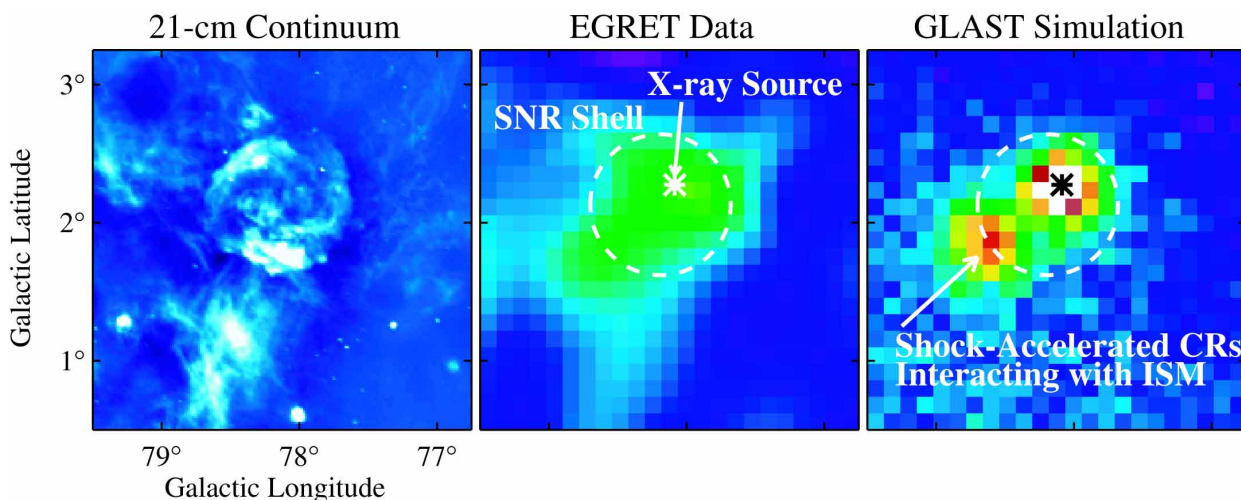 21-cm Continuum
EGRET Data
GLAST Simulation
3°
2°
1°
Galactic Latitude
79°
78°
77°
Galactic Longitude
X-ray Source
SNR Shell
Shock-Accelerated CRs
Interacting with ISM